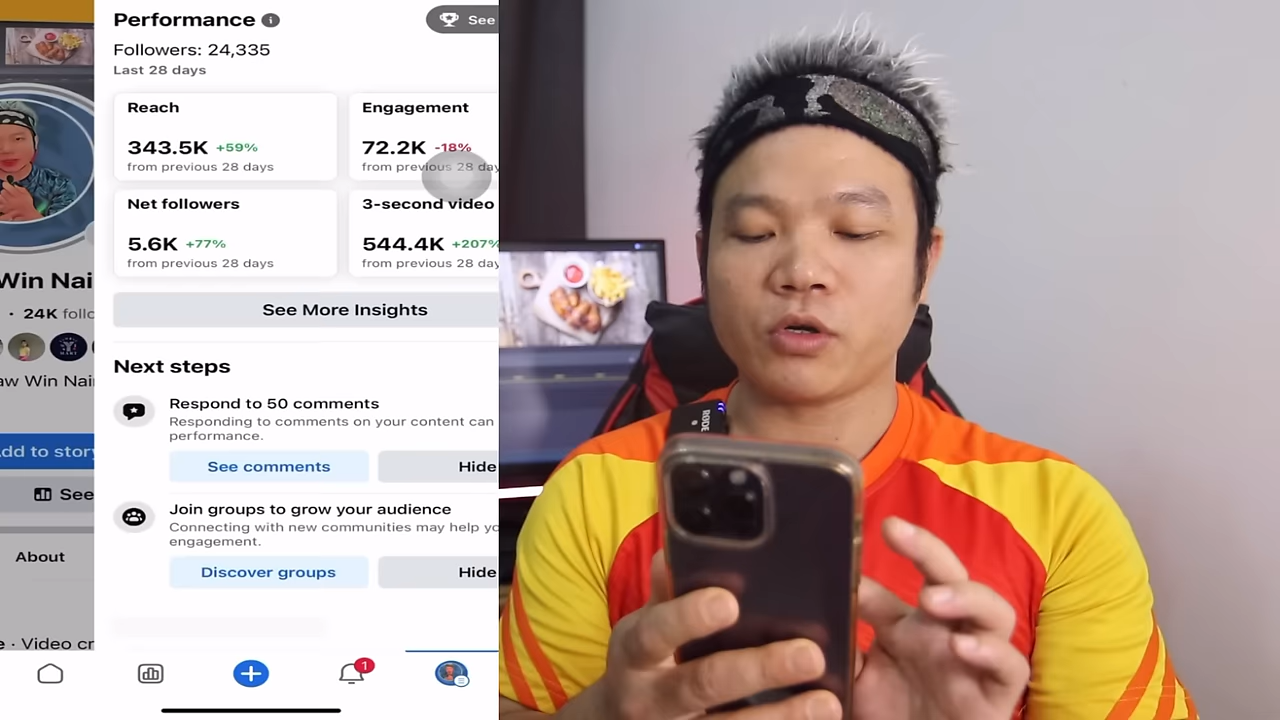 Performance
See
Followers: 24,335
Last 28 days
Reach
343.5K +59%
from previous 28 days
Engagement
72.2K -18%
from previous 28 day
Net followers
5.6K +77%
from previous 28 days
3-second video
544.4K +207%
from previous 28 day
See More Insights
Next steps
Respond to 50 comments
Responding to comments on your content can
performance.
See comments
Hide
Join groups to grow your audience
Connecting with new communities may help yo
engagement.
Discover groups
Hide
Win Nai
· 24K follo
aw Win Nai
dd to story
See
About
e · Video cr
1
RODE